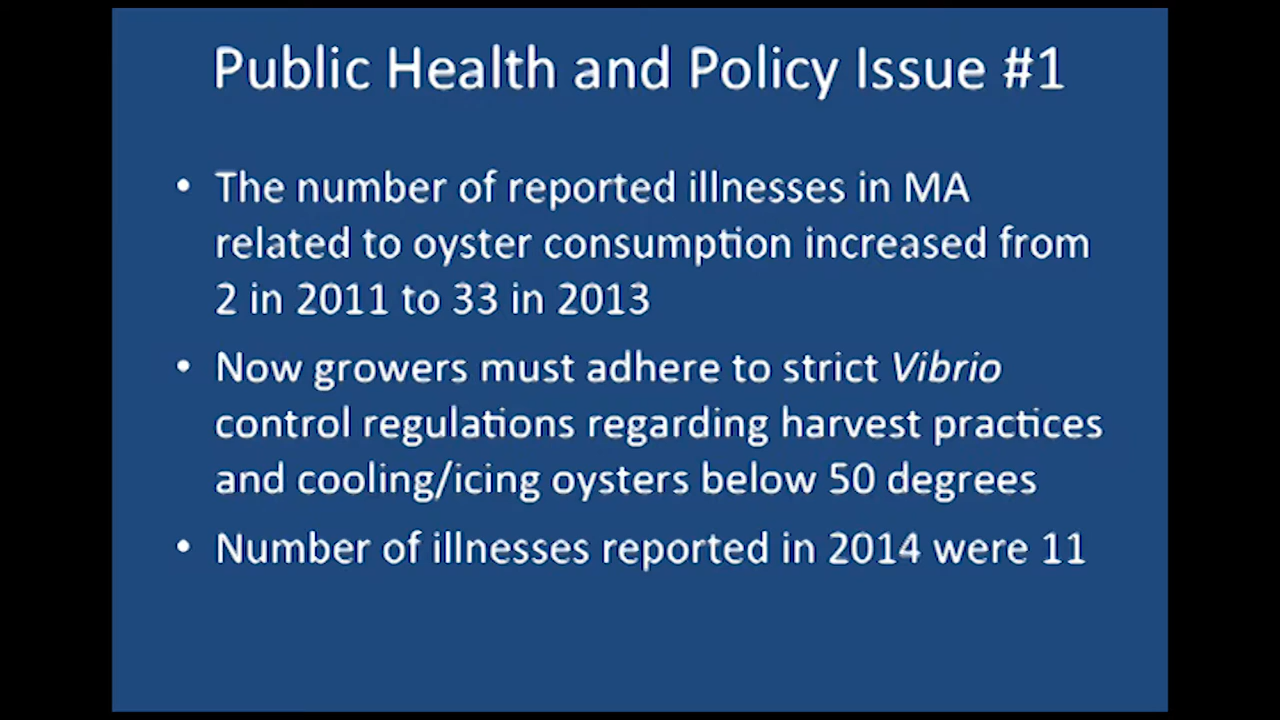 Public Health and Policy Issue #1
• The number of reported illnesses in MA
related to oyster consumption increased from
2 in 2011 to 33 in 2013
• Now growers must adhere to strict Vibrio
control regulations regarding harvest practices
and cooling/icing oysters below 50 degrees
• Number of illnesses reported in 2014 were 11